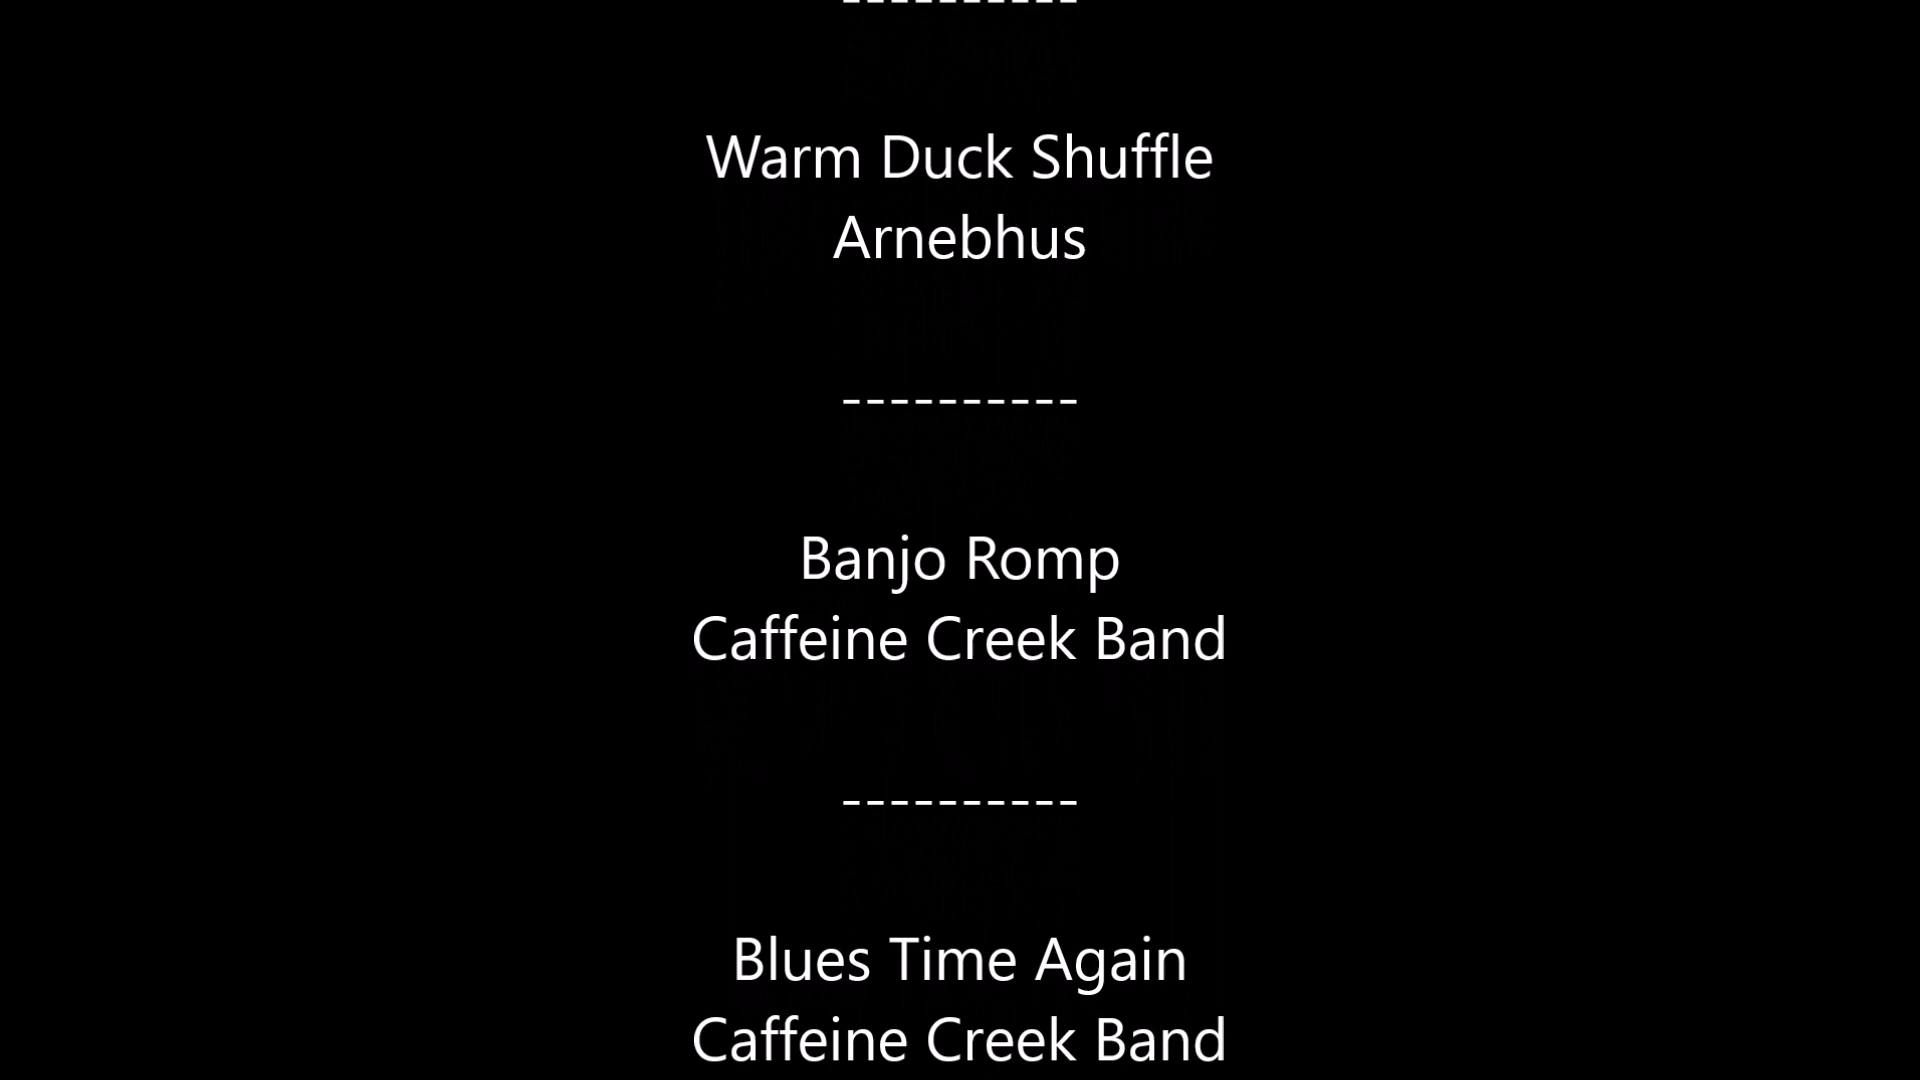 ----------
Warm Duck Shuffle
Arnebhus
----------
Banjo Romp
Caffeine Creek Band
----------
Blues Time Again
Caffeine Creek Band